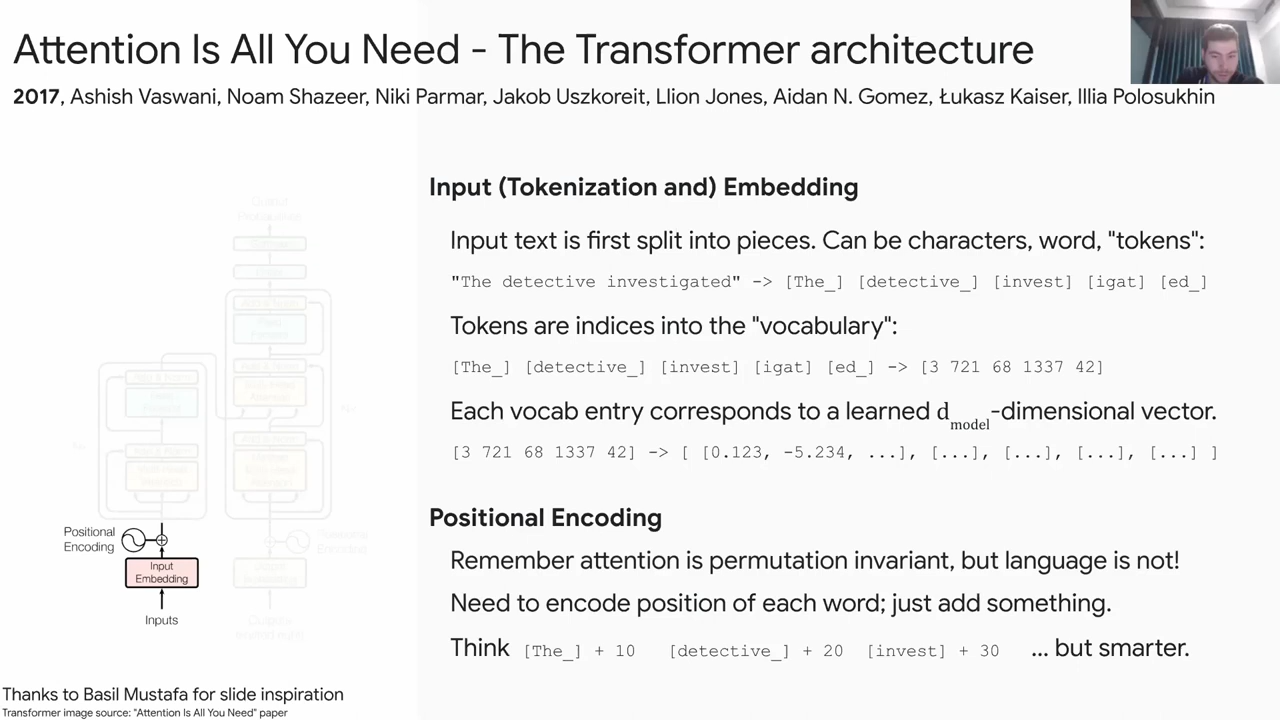 Attention Is All You Need - The Transformer architecture
2017, Ashish Vaswani, Noam Shazeer, Niki Parmar, Jakob Uszkoreit, Llion Jones, Aidan N. Gomez, Łukasz Kaiser, Illia Polosukhin
Input (Tokenization and) Embedding
Input text is first split into pieces. Can be characters, word, "tokens":
"The detective investigated" -> [The_] [detective_] [invest] [igat] [ed_]
Tokens are indices into the "vocabulary":
[The_] [detective_] [invest] [igat] [ed_] -> [3 721 68 1337 42]
Each vocab entry corresponds to a learned dmodel-dimensional vector.
[3 721 68 1337 42] -> [ [0.123, -5.234, ...], [...], [...], [...], [...] ]
Positional Encoding
Remember attention is permutation invariant, but language is not!
Need to encode position of each word; just add something.
Think [The_] + 10 [detective_] + 20 [invest] + 30 ... but smarter.
Positional
Encoding
Input
Embedding
Inputs
Thanks to Basil Mustafa for slide inspiration
Transformer image source: "Attention Is All You Need" paper